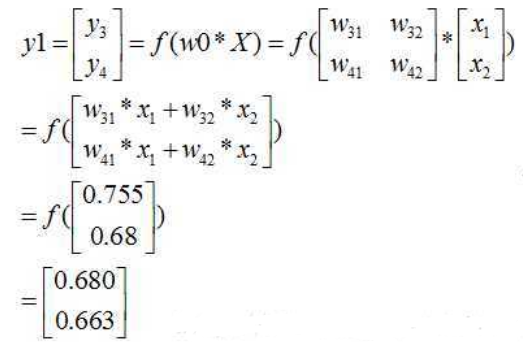 y1 = [y₃ y₄] = f(w0 * X) = f([w₃₁ w₃₂ w₄₁ w₄₂] * [x₁ x₂])
= f([w₃₁ * x₁ + w₃₂ * x₂ w₄₁ * x₁ + w₄₂ * x₂])
= f([0.755 0.68])
= [0.680 0.663]